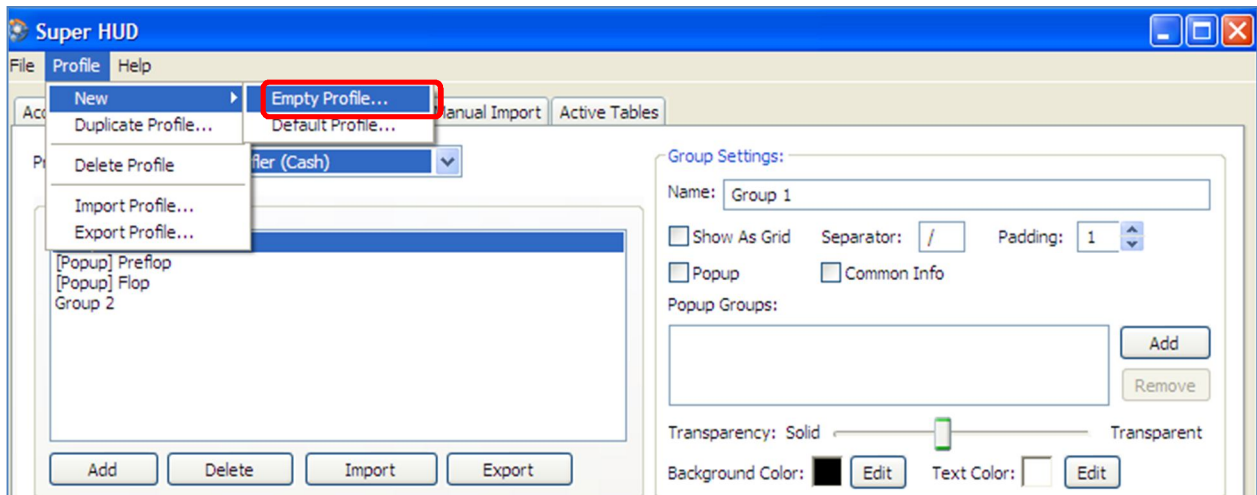 Super HUD
File Profile Help
New
Empty Profile...
Duplicate Profile...
Default Profile...
Delete Profile
Import Profile...
Export Profile...
Manual Import
Active Tables
(Cash)
[Popup] Preflop
[Popup] Flop
Group 2
Add Delete Import Export
Group Settings:
Name: Group 1
Show As Grid Separator: / Padding: 1
Popup Common Info
Popup Groups:
Add
Remove
Transparency: Solid Transparent
Background Color: Edit Text Color: Edit